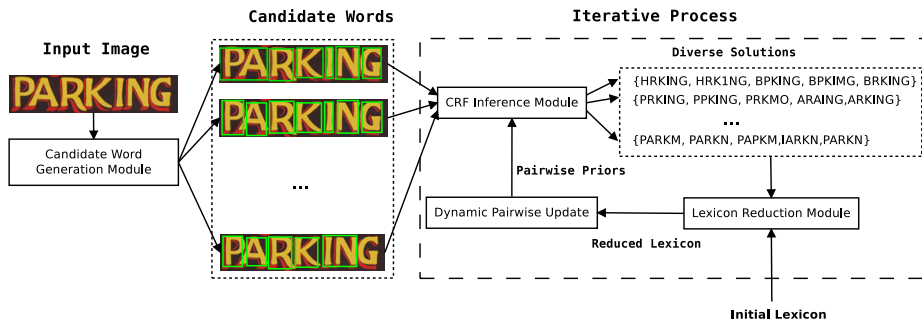 Input Image
PARKING
Candidate Word
Generation Module
Candidate Words
PARKING
PARKING
...
PARKING
Iterative Process
CRF Inference Module
Diverse Solutions
{HRKING, HRK1NG, BPKING, BPKIMG, BRKING}
{PRKING, PPKING, PRKMO, ARAING,ARKING}
...
{PARKM, PARKN, PAPKM,IARKN,PARKN}
Pairwise Priors
Dynamic Pairwise Update
Lexicon Reduction Module
Reduced Lexicon
Initial Lexicon